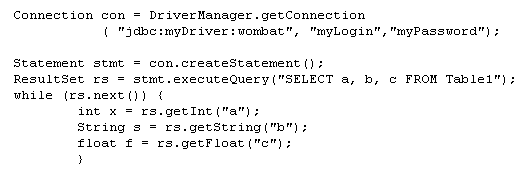 Connection con = DriverManager.getConnection
( "jdbc:myDriver:wombat", "myLogin","myPassword");
Statement stmt = con.createStatement();
ResultSet rs = stmt.executeQuery("SELECT a, b, c FROM Table1");
while (rs.next()) {
int x = rs.getInt("a");
String s = rs.getString("b");
float f = rs.getFloat("c");
}